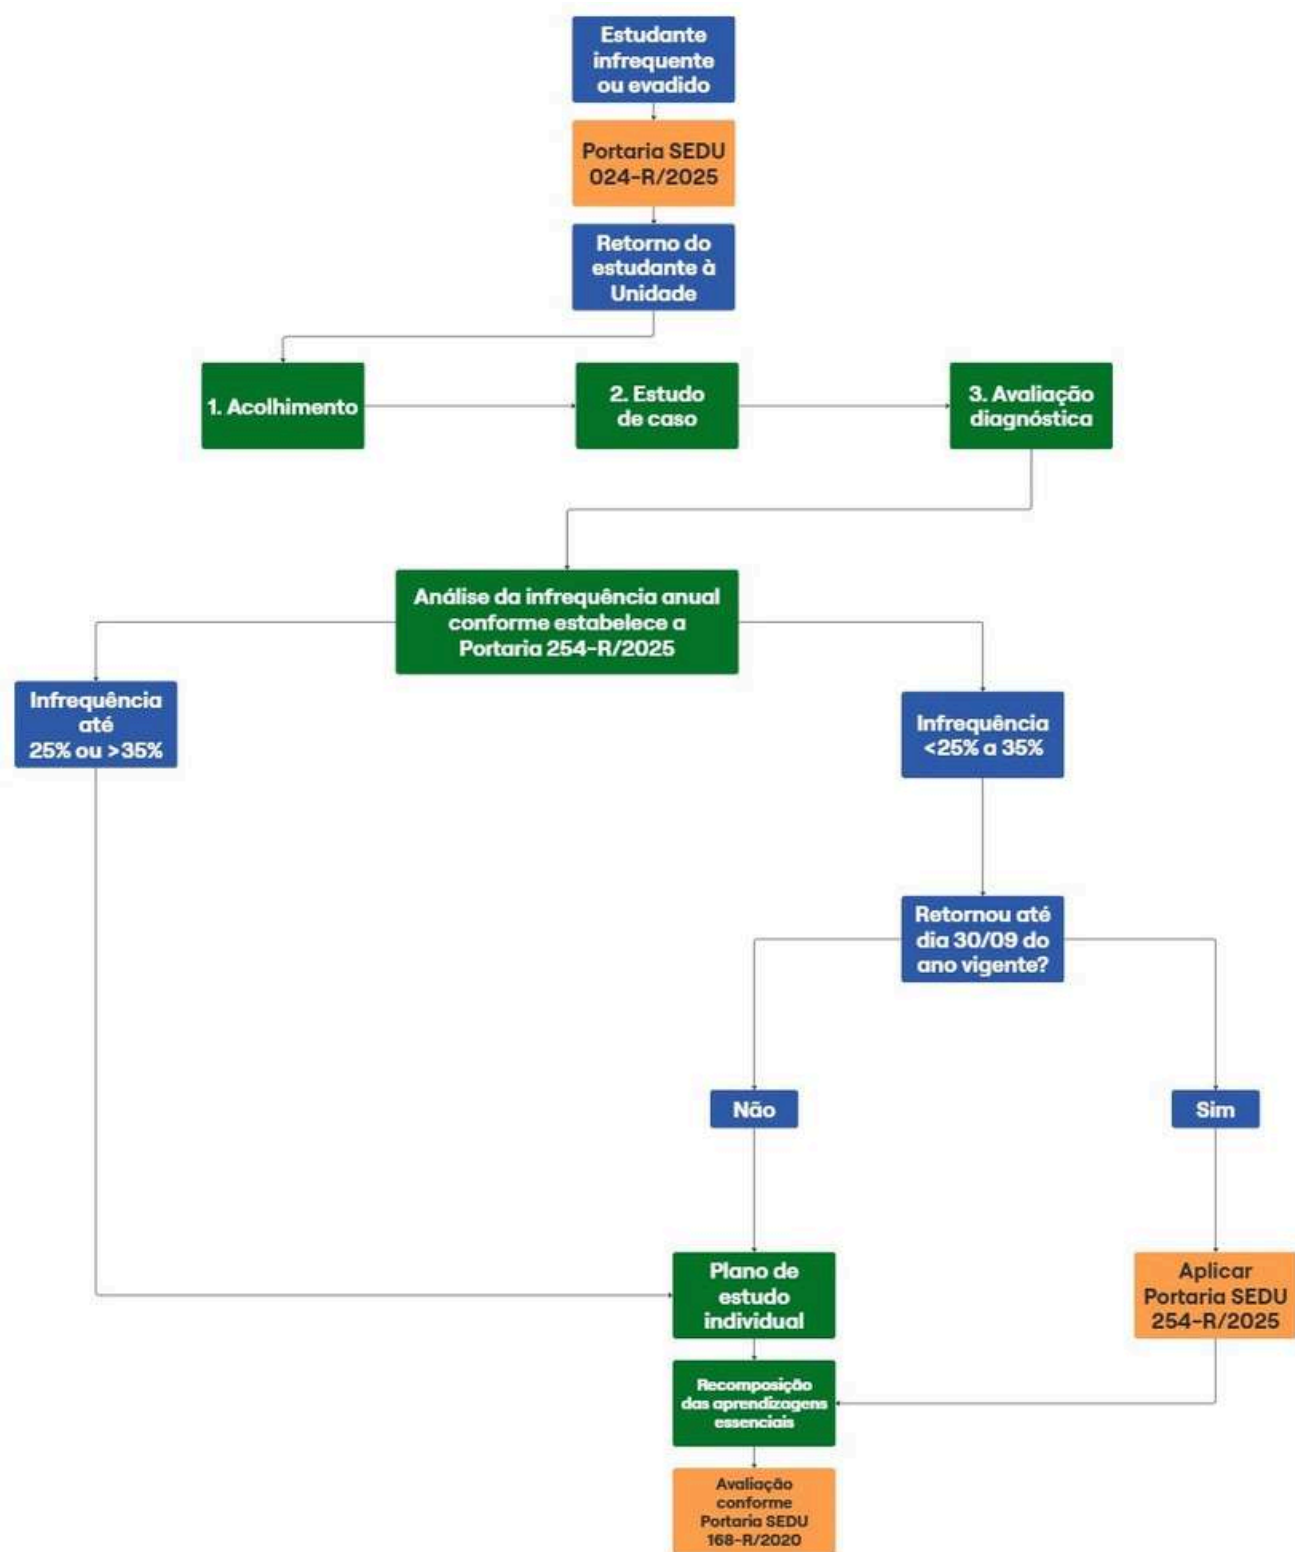 Estudante
infrequente
ou evadido
Portaria SEDU
024-R/2025
Retorno do
estudante à
Unidade
1. Acolhimento
2. Estudo
de caso
3. Avaliação
diagnóstica
Análise da infrequência anual
conforme estabelece a
Portaria 254-R/2025
Infrequência
até
25% ou >35%
Infrequência
<25% a 35%
Retornou até
dia 30/09 do
ano vigente?
Não
Sim
Plano de
estudo
individual
Aplicar
Portaria SEDU
254-R/2025
Recomposição
das aprendizagens
essenciais
Avaliação
conforme
Portaria SEDU
168-R/2020